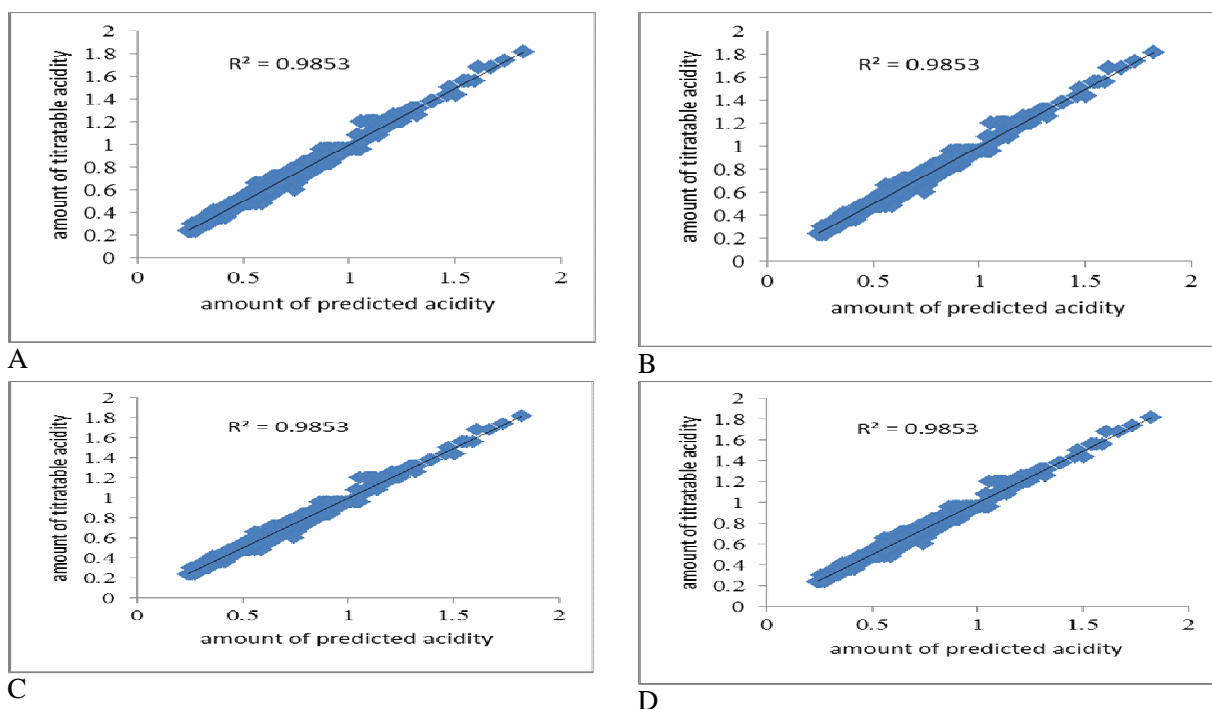 2
1.8
1.6
1.4
1.2
1
0.8
0.6
0.4
0.2
0
amount of titratable acidity
R² = 0.9853
0 0.5 1 1.5 2
amount of predicted acidity
A
2
1.8
1.6
1.4
1.2
1
0.8
0.6
0.4
0.2
0
amount of titratable acidity
R² = 0.9853
0 0.5 1 1.5 2
amount of predicted acidity
B
2
1.8
1.6
1.4
1.2
1
0.8
0.6
0.4
0.2
0
amount of titratable acidity
R² = 0.9853
0 0.5 1 1.5 2
amount of predicted acidity
C
2
1.8
1.6
1.4
1.2
1
0.8
0.6
0.4
0.2
0
amount of titratable acidity
R² = 0.9853
0 0.5 1 1.5 2
amount of predicted acidity
D